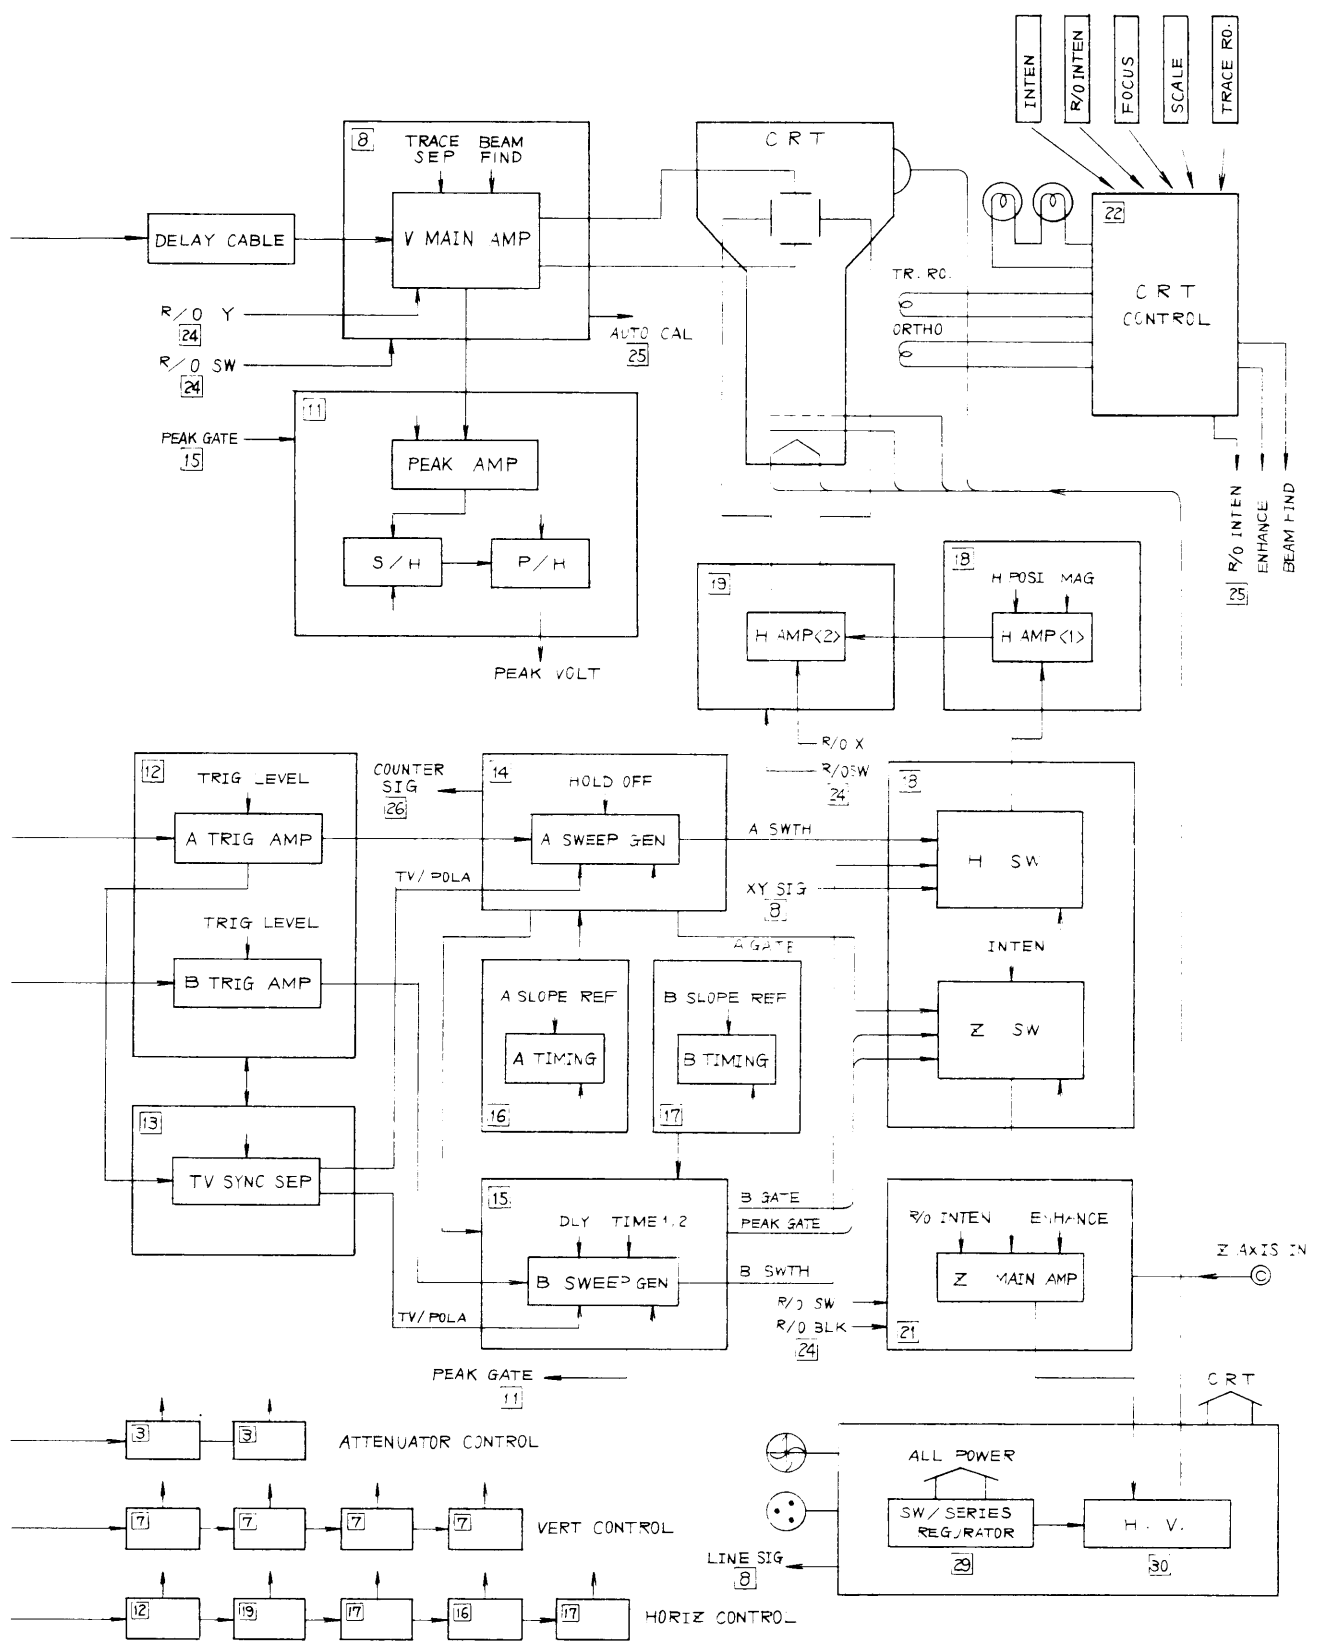 INTEN
R/O INTEN
FOCUS
SCALE
TRACE RO.
8
TRACE BEAM
SEP FIND
V MAIN AMP
DELAY CABLE
R/O Y
24
R/O SW
24
AUTO CAL
25
CRT
22
CRT
CONTROL
TR. RO.
ORTHO
25 R/O INTEN
ENHANCE
BEAM FIND
11
PEAK GATE
15
PEAK AMP
S/H
P/H
PEAK VOLT
19
H AMP<2>
18
H POSI MAG
H AMP<1>
R/O X
R/O SW
24
12
TRIG LEVEL
A TRIG AMP
TRIG LEVEL
B TRIG AMP
COUNTER
SIG
26
14
HOLD OFF
A SWEEP GEN
TV/POLA
A SWTH
XY SIG
8
A GATE
18
H SW
INTEN
Z SW
A SLOPE REF
A TIMING
16
B SLOPE REF
B TIMING
17
13
TV SYNC SEP
15
DLY TIME 1,2
B SWEEP GEN
TV/POLA
B GATE
PEAK GATE
B SWTH
R/O SW
R/O BLK
24
R/O INTEN ENHANCE
Z MAIN AMP
21
Z AXIS IN
PEAK GATE
11
CRT
3 3 ATTENUATOR CONTROL
7 7 7 7 VERT CONTROL
12 19 17 16 17 HORIZ CONTROL
ALL POWER
SW/SERIES
REGURATOR
29
H. V.
30
LINE SIG
8